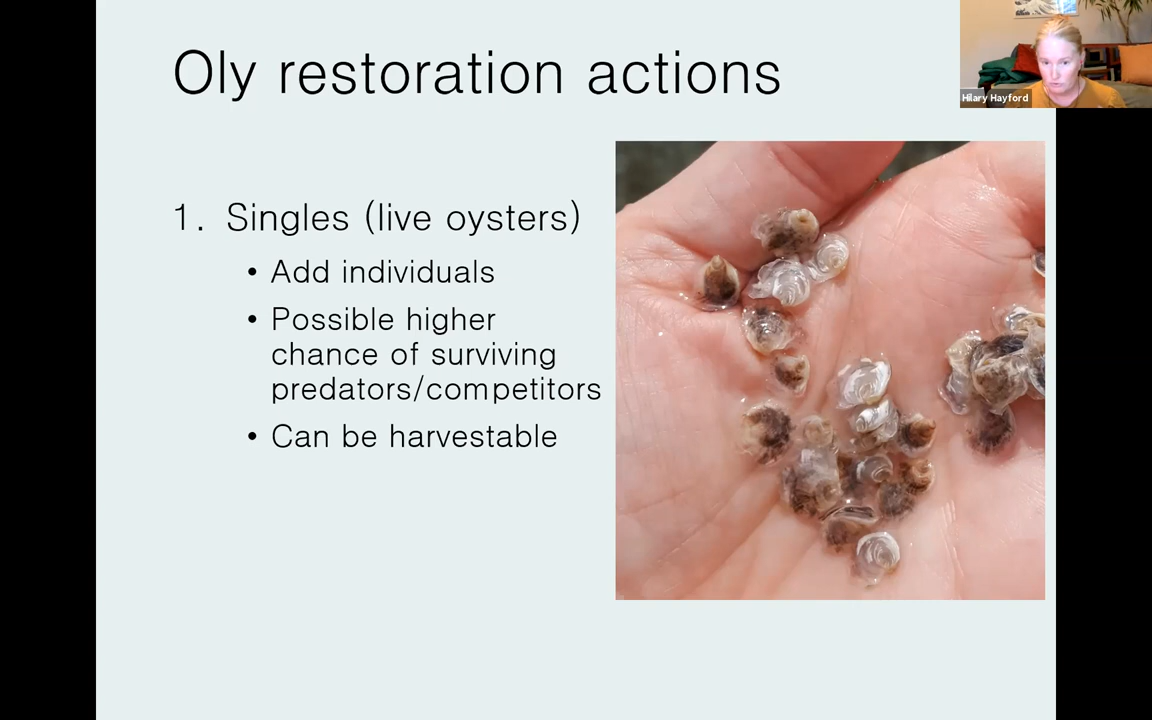 Oly restoration actions
Hilary Hayford
1. Singles (live oysters)
• Add individuals
• Possible higher
chance of surviving
predators/competitors
• Can be harvestable